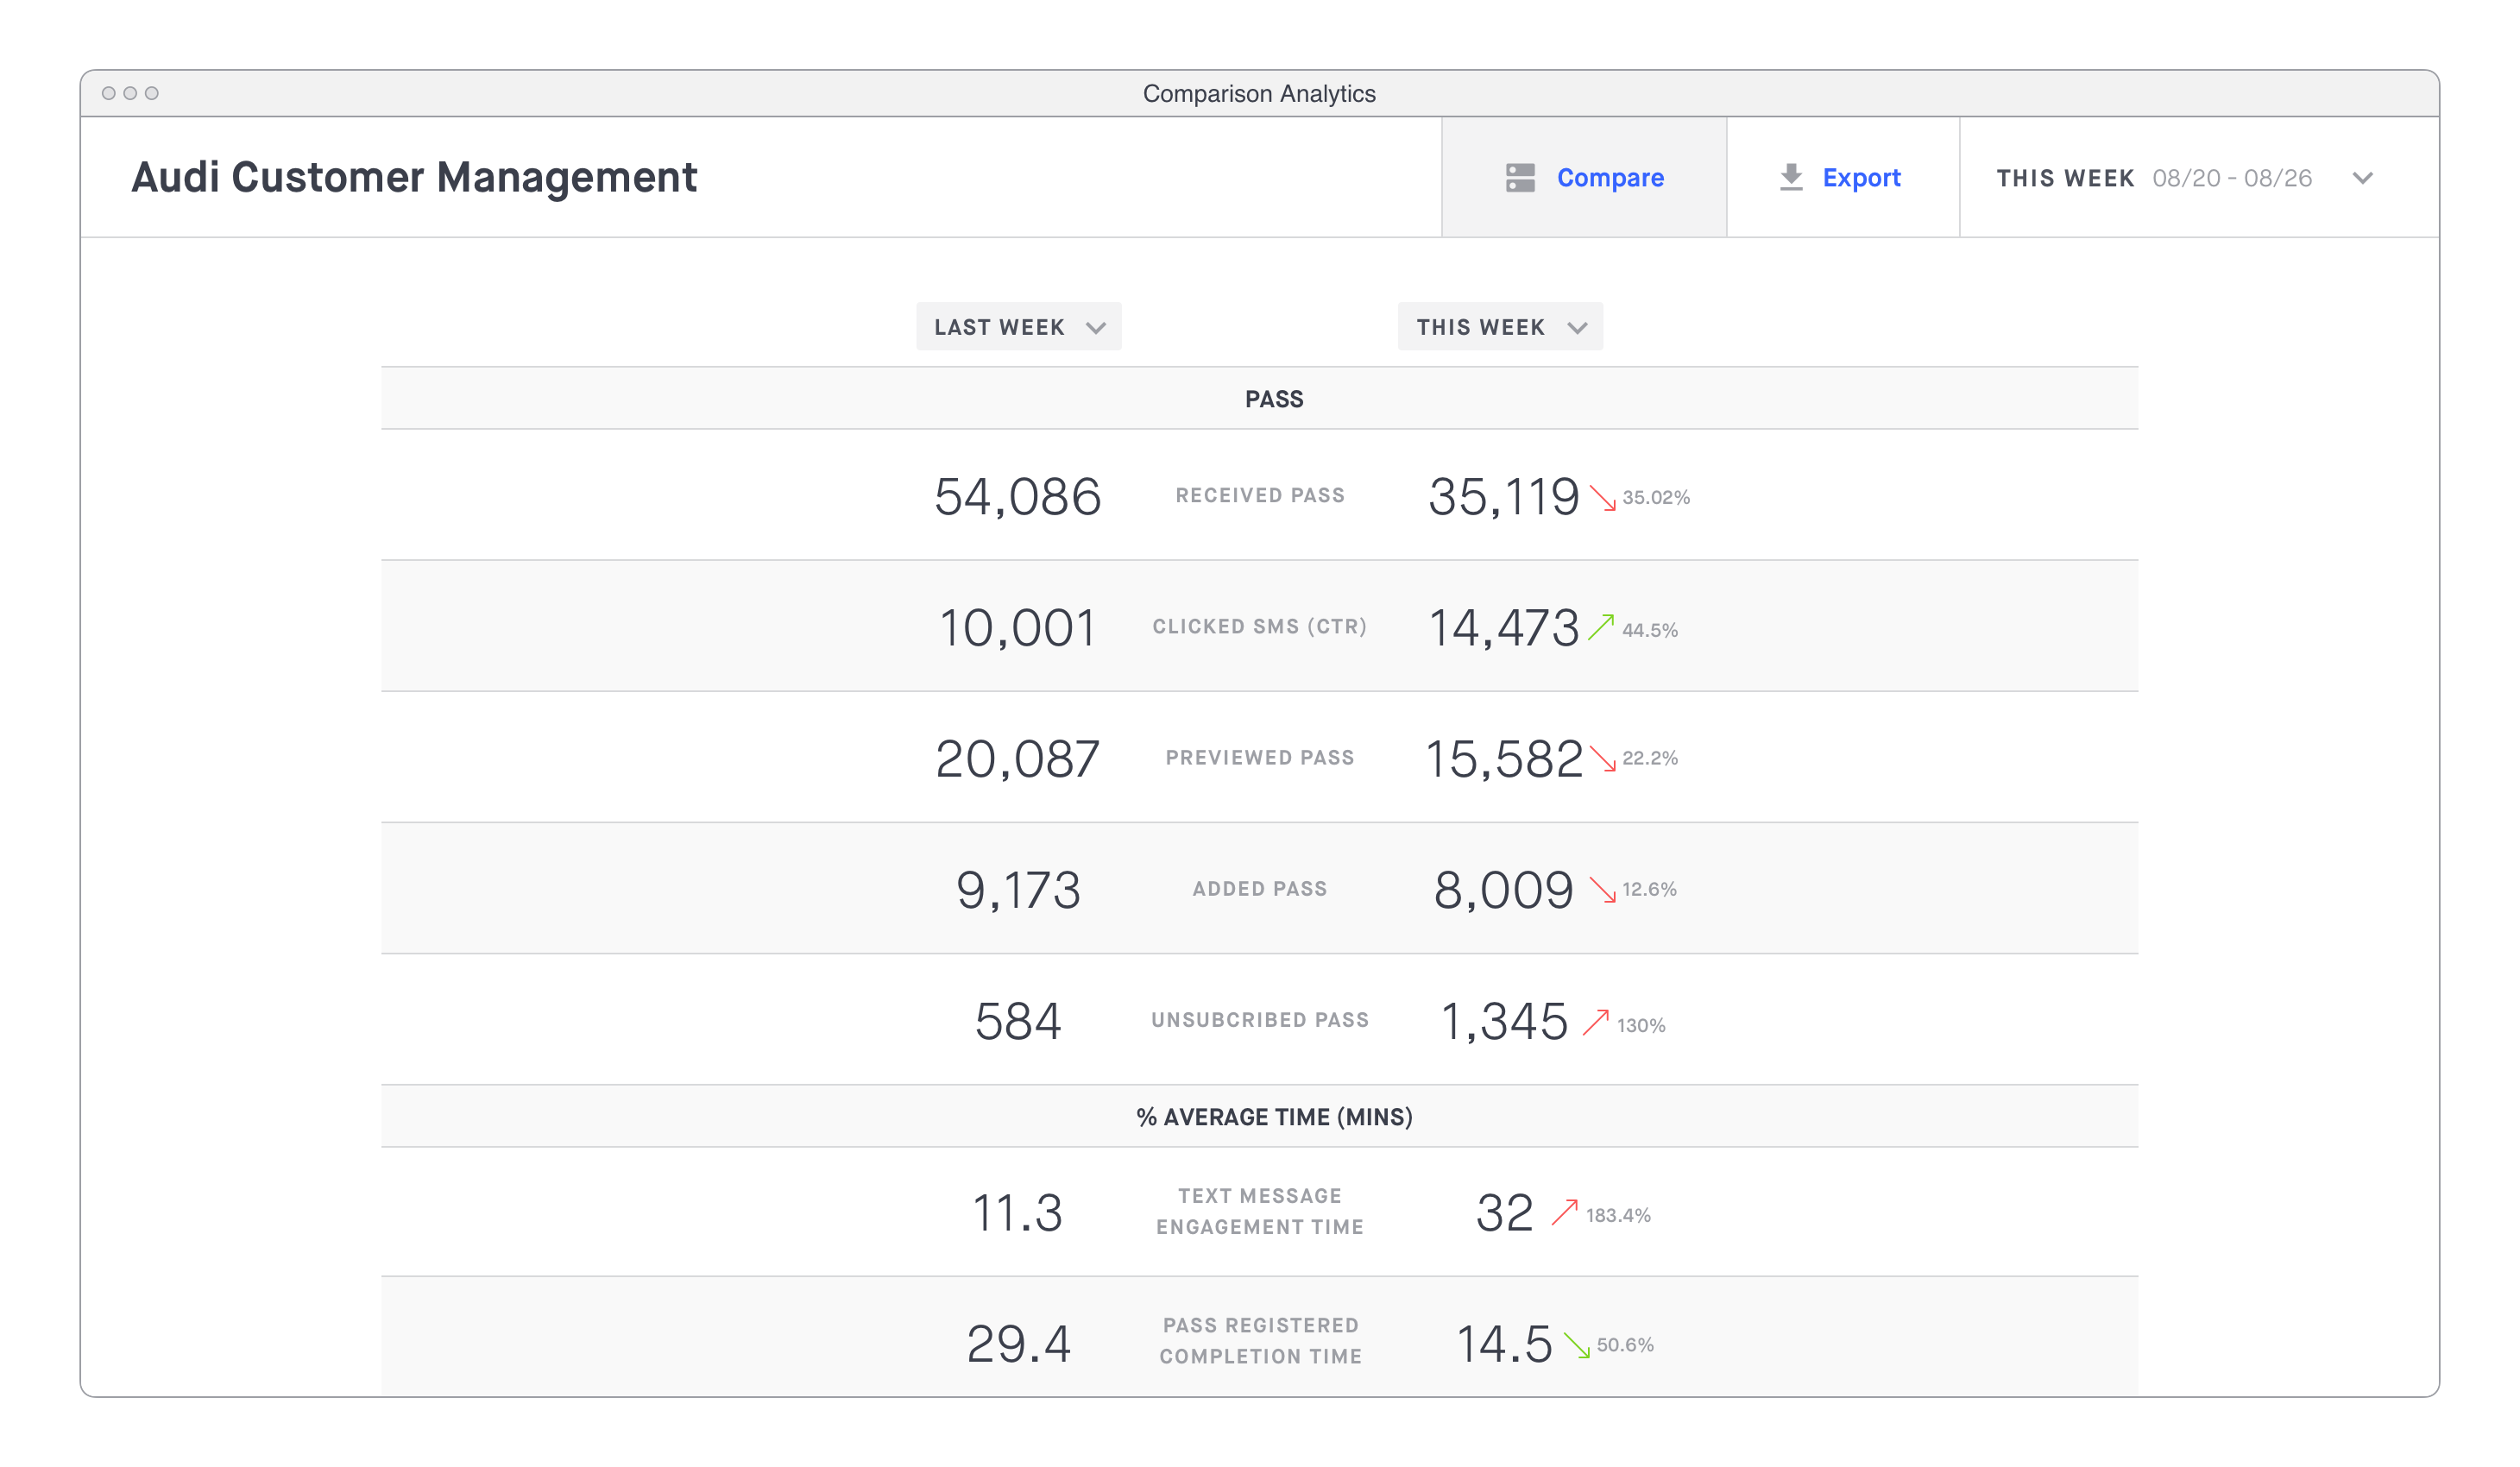 Comparison Analytics
Audi Customer Management
Compare
Export
THIS WEEK 08/20 - 08/26
LAST WEEK
THIS WEEK
PASS
54,086 RECEIVED PASS 35,119 35.02%
10,001 CLICKED SMS (CTR) 14,473 44.5%
20,087 PREVIEWED PASS 15,582 22.2%
9,173 ADDED PASS 8,009 12.6%
584 UNSUBCRIBED PASS 1,345 130%
% AVERAGE TIME (MINS)
11.3 TEXT MESSAGE
ENGAGEMENT TIME 32 183.4%
29.4 PASS REGISTERED
COMPLETION TIME 14.5 50.6%